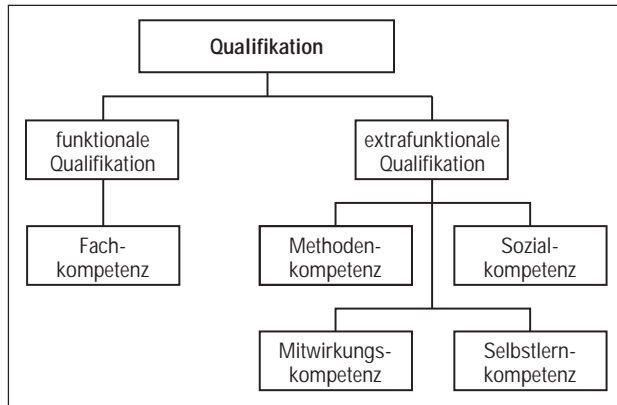 Qualifikation
funktionale
Qualifikation
extrafunktionale
Qualifikation
Fach-
kompetenz
Methoden-
kompetenz
Sozial-
kompetenz
Mitwirkungs-
kompetenz
Selbstlern-
kompetenz